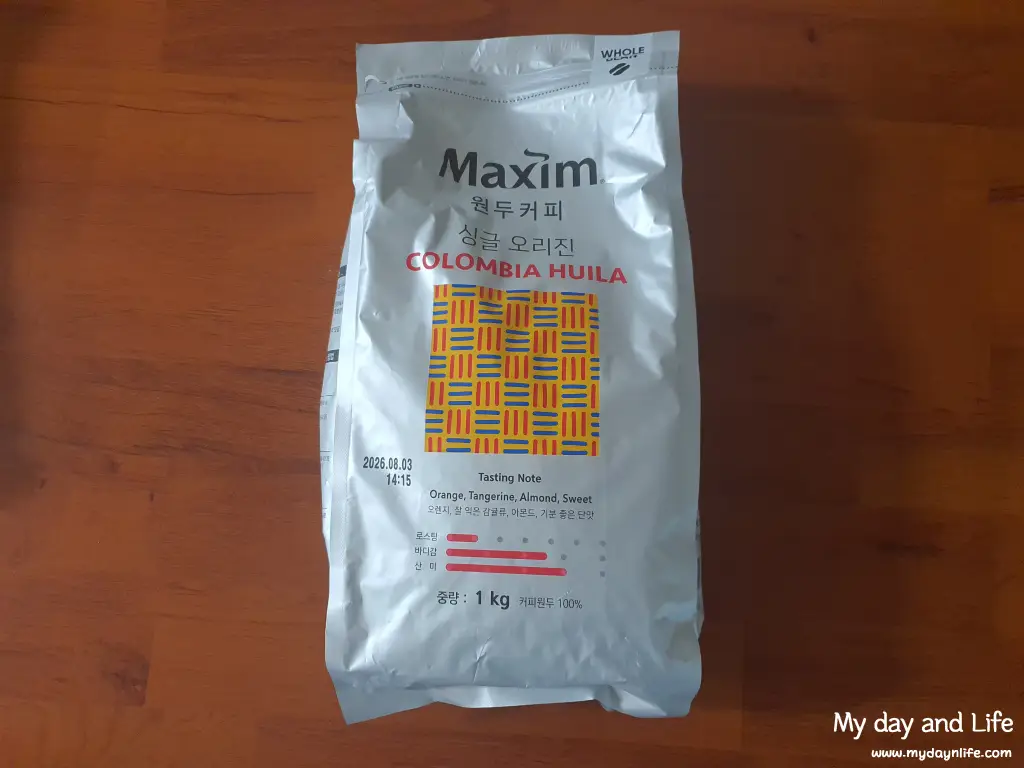 WHOLE
BEAN
Maxim
원두커피
싱글 오리진
COLOMBIA HUILA
2026.08.03
14:15
Tasting Note
Orange, Tangerine, Almond, Sweet
오렌지, 잘 익은 감귤류, 아몬드, 기분 좋은 단맛
로스팅
바디감
산 미
중량 : 1 kg 커피원두 100%
My day and Life
www.mydaynlife.com